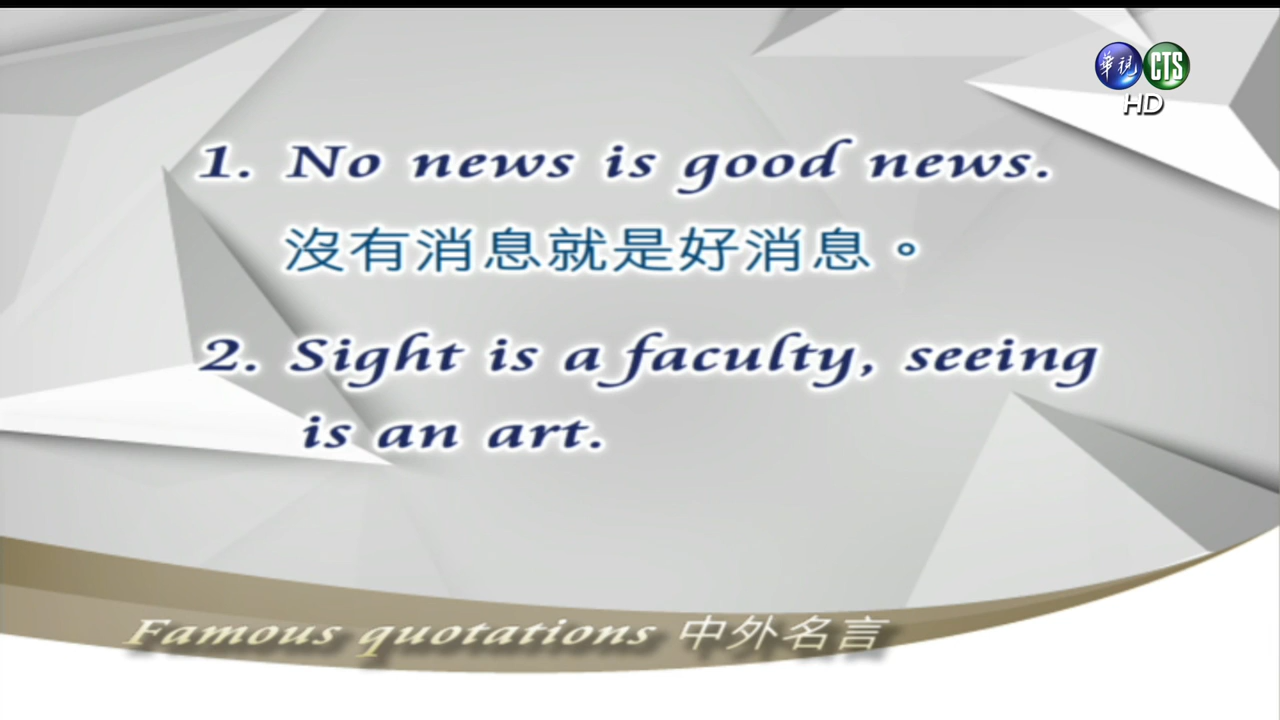 華視 CTS
HD
1. No news is good news.
沒有消息就是好消息。
2. Sight is a faculty, seeing
is an art.
Famous quotations 中外名言